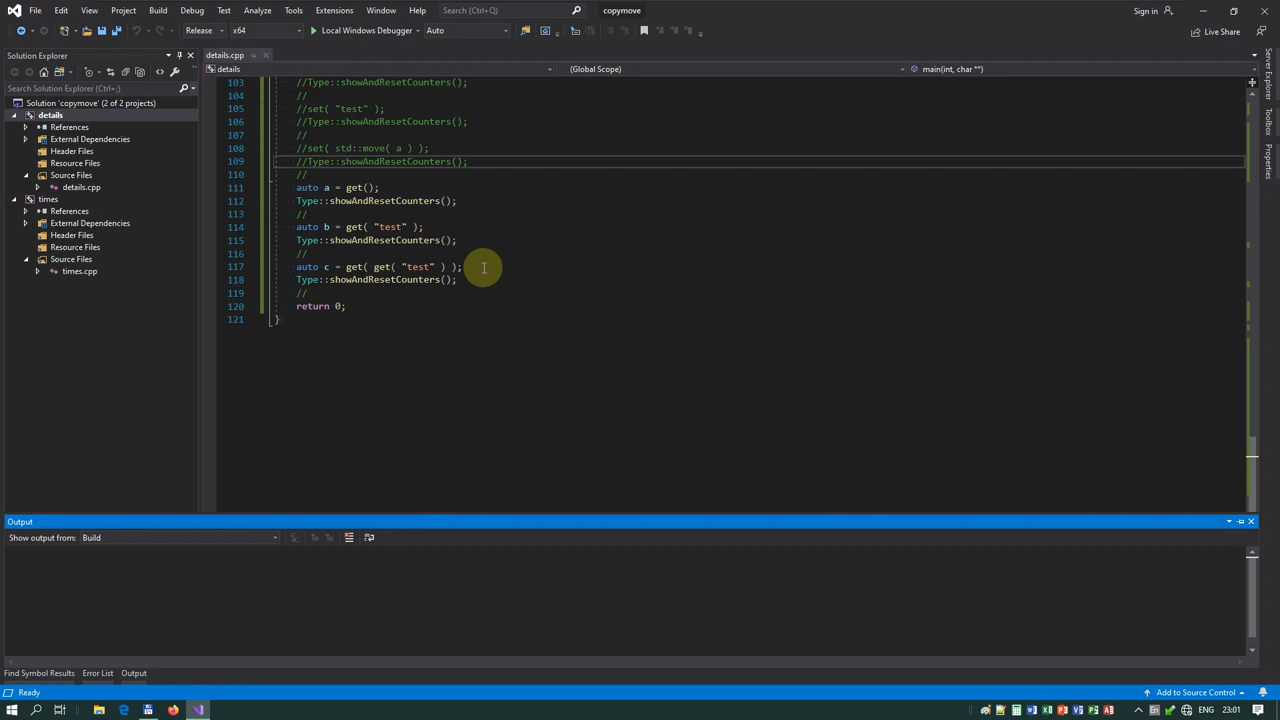 File Edit View Project Build Debug Test Analyze Tools Extensions Window Help Search (Ctrl+Q) copymove Sign in
Release x64 Local Windows Debugger Auto Live Share
Solution Explorer
details.cpp
details (Global Scope) main(int, char **)
Search Solution Explorer (Ctrl+;)
Solution 'copymove' (2 of 2 projects)
details
References
External Dependencies
Header Files
Resource Files
Source Files
details.cpp
times
References
External Dependencies
Header Files
Resource Files
Source Files
times.cpp
103 //Type::showAndResetCounters();
104 //
105 //set( "test" );
106 //Type::showAndResetCounters();
107 //
108 //set( std::move( a ) );
109 //Type::showAndResetCounters();
110 //
111 auto a = get();
112 Type::showAndResetCounters();
113 //
114 auto b = get( "test" );
115 Type::showAndResetCounters();
116 //
117 auto c = get( get( "test" ) );
118 Type::showAndResetCounters();
119 //
120 return 0;
121 }
Server Explorer
Toolbox
Properties
Output
Show output from: Build
Find Symbol Results Error List Output
Ready Add to Source Control
ENG 23:01